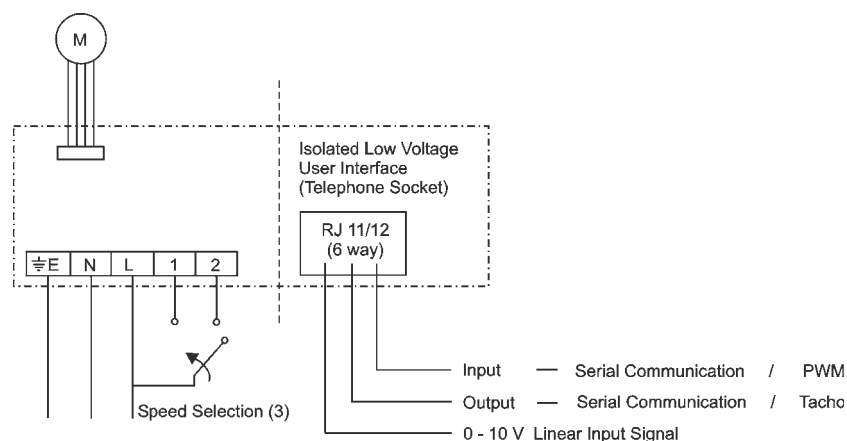 M
Isolated Low Voltage
User Interface
(Telephone Socket)
RJ 11/12
(6 way)
E N L 1 2
Input — Serial Communication / PWM
Output — Serial Communication / Tacho
Speed Selection (3)
0 - 10 V Linear Input Signal